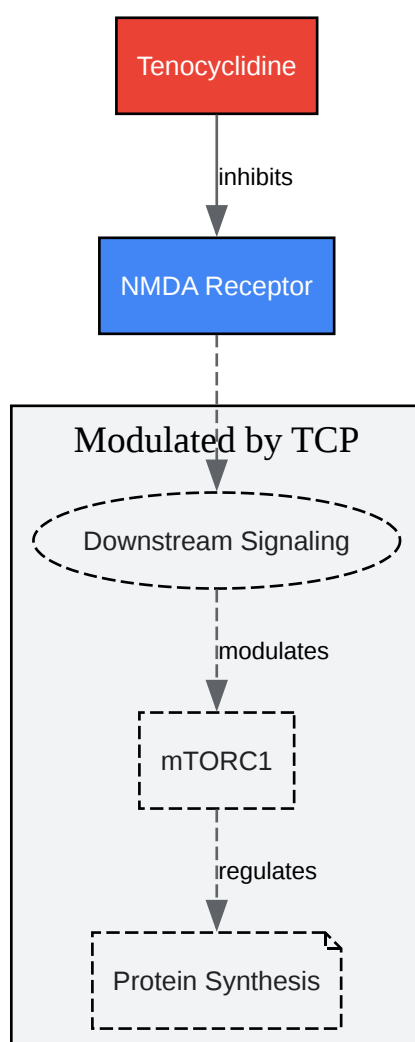 Tenocyclidine
inhibits
NMDA Receptor
Modulated by TCP
Downstream Signaling
modulates
mTORC1
regulates
Protein Synthesis